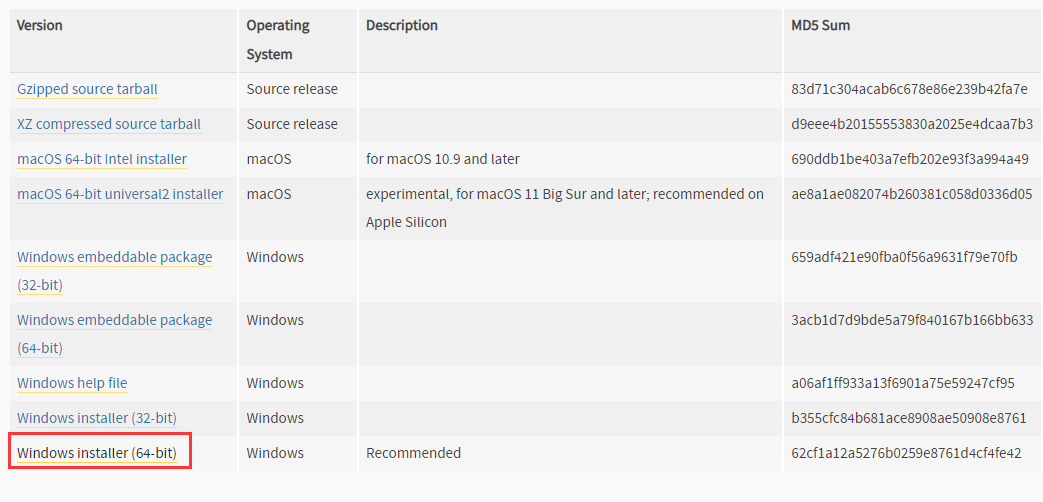 Version Operating System Description MD5 Sum
Gzipped source tarball Source release 83d71c304acab6c678e86e239b42fa7e
XZ compressed source tarball Source release d9eee4b20155553830a2025e4dcaa7b3
macOS 64-bit Intel installer macOS for macOS 10.9 and later 690ddb1be403a7efb202e93f3a994a49
macOS 64-bit universal2 installer macOS experimental, for macOS 11 Big Sur and later; recommended on Apple Silicon ae8a1ae082074b260381c058d0336d05
Windows embeddable package (32-bit) Windows 659adf421e90fba0f56a9631f79e70fb
Windows embeddable package (64-bit) Windows 3acb1d7d9bde5a79f840167b166bb633
Windows help file Windows a06af1ff933a13f6901a75e59247cf95
Windows installer (32-bit) Windows b355cfc84b681ace8908ae50908e8761
Windows installer (64-bit) Windows Recommended 62cf1a12a5276b0259e8761d4cf4fe42